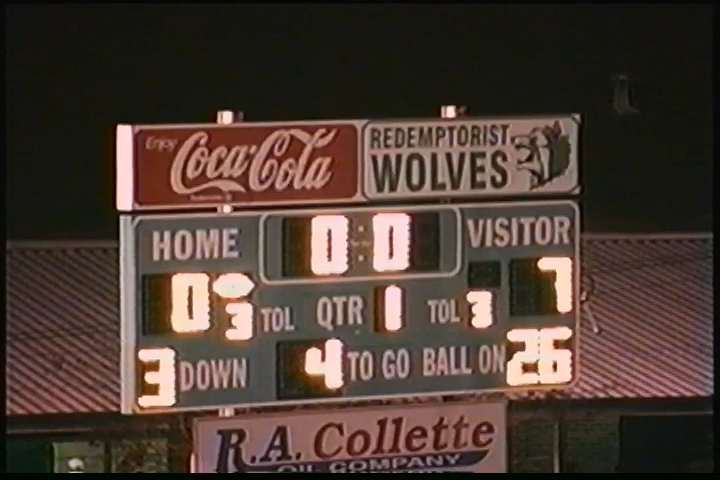 Enjoy
Coca-Cola
REDEMPTORIST
WOLVES
HOME 0:0 VISITOR
0 3 TOL QTR 1 TOL 3 7
3 DOWN 4 TO GO BALL ON 26
R.A. Collette
OIL COMPANY